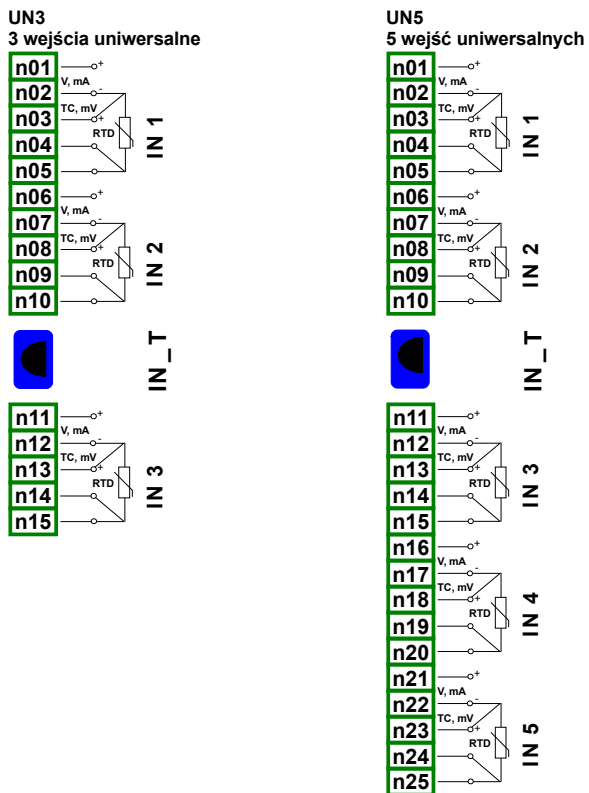 UN3
3 wejścia uniwersalne
n01
+
V, mA
n02
-
TC, mV
n03
+
RTD
n04
n05
IN 1
n06
+
V, mA
n07
-
TC, mV
n08
+
RTD
n09
n10
IN 2
IN_T
n11
+
V, mA
n12
-
TC, mV
n13
+
RTD
n14
n15
IN 3
UN5
5 wejść uniwersalnych
n01
+
V, mA
n02
-
TC, mV
n03
+
RTD
n04
n05
IN 1
n06
+
V, mA
n07
-
TC, mV
n08
+
RTD
n09
n10
IN 2
IN_T
n11
+
V, mA
n12
-
TC, mV
n13
+
RTD
n14
n15
IN 3
n16
+
V, mA
n17
-
TC, mV
n18
+
RTD
n19
n20
IN 4
n21
+
V, mA
n22
-
TC, mV
n23
+
RTD
n24
n25
IN 5